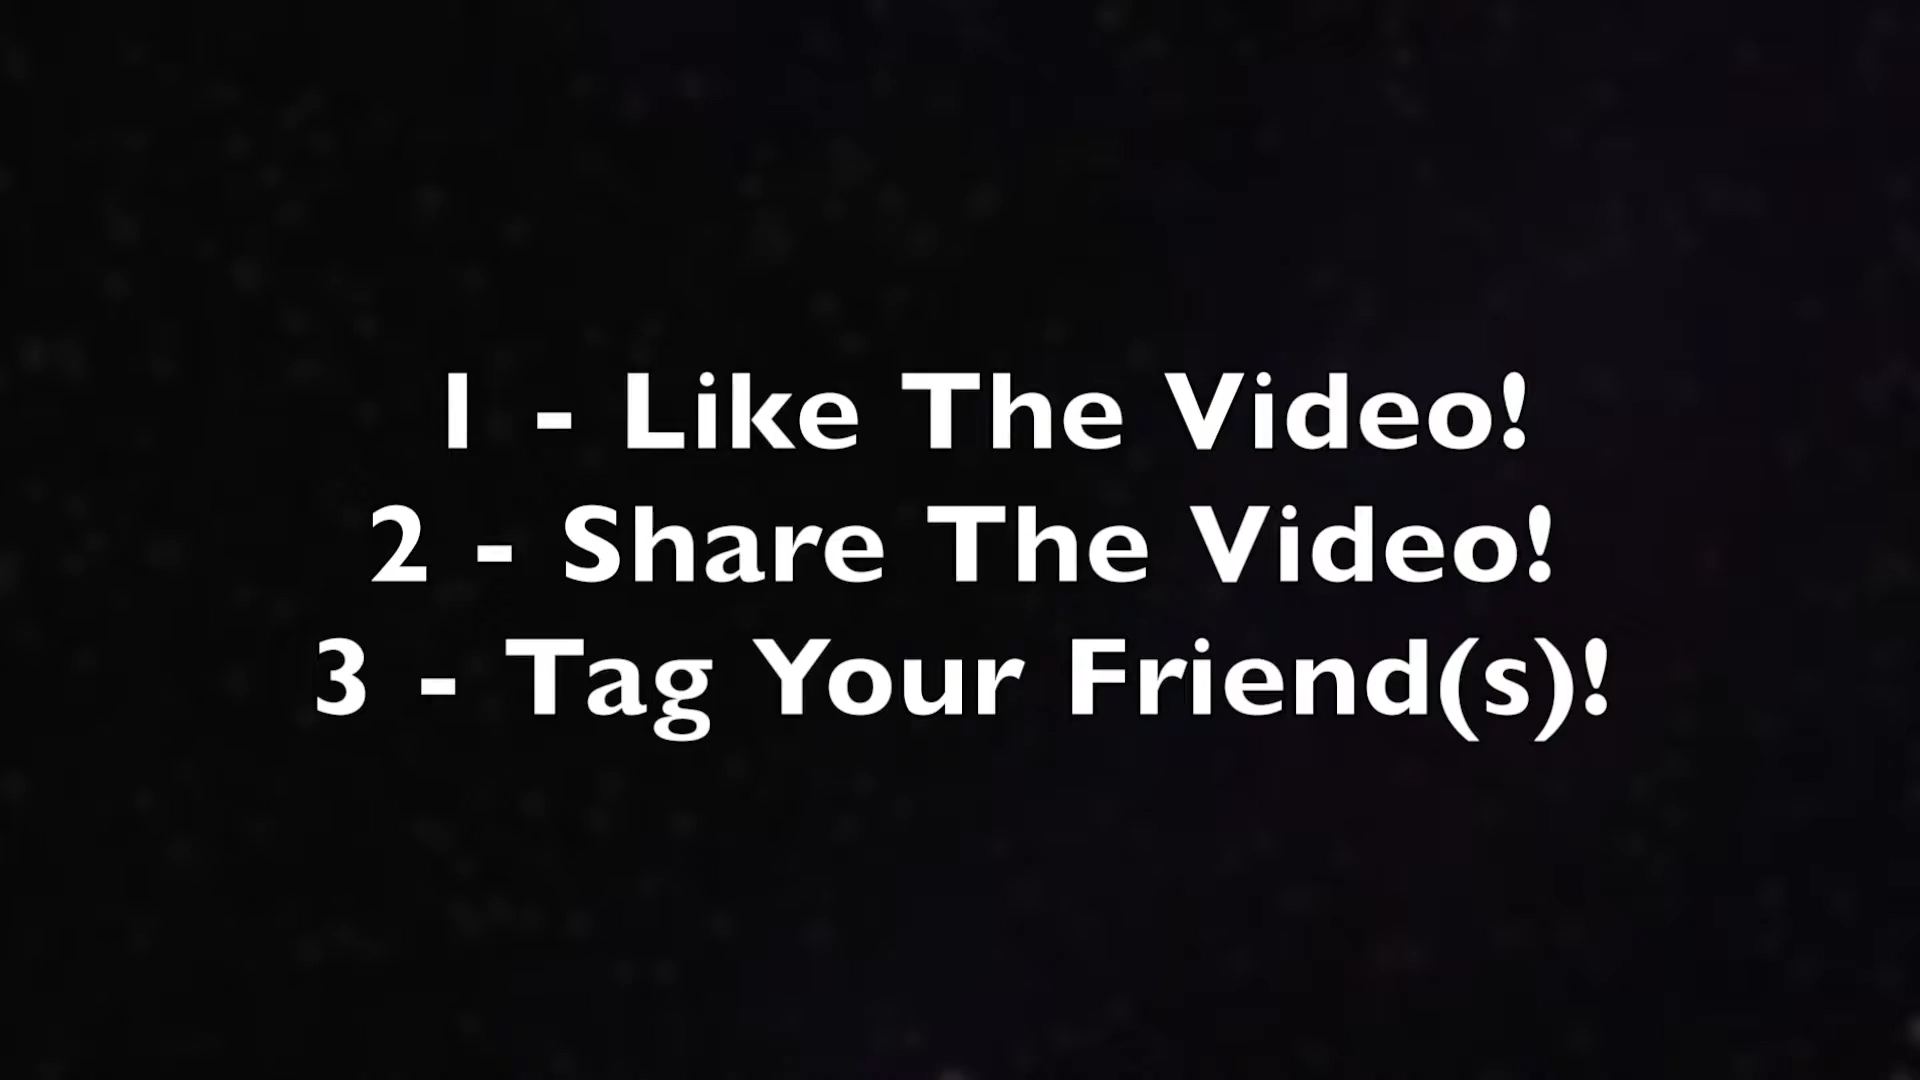 1 - Like The Video!
2 - Share The Video!
3 - Tag Your Friend(s)!